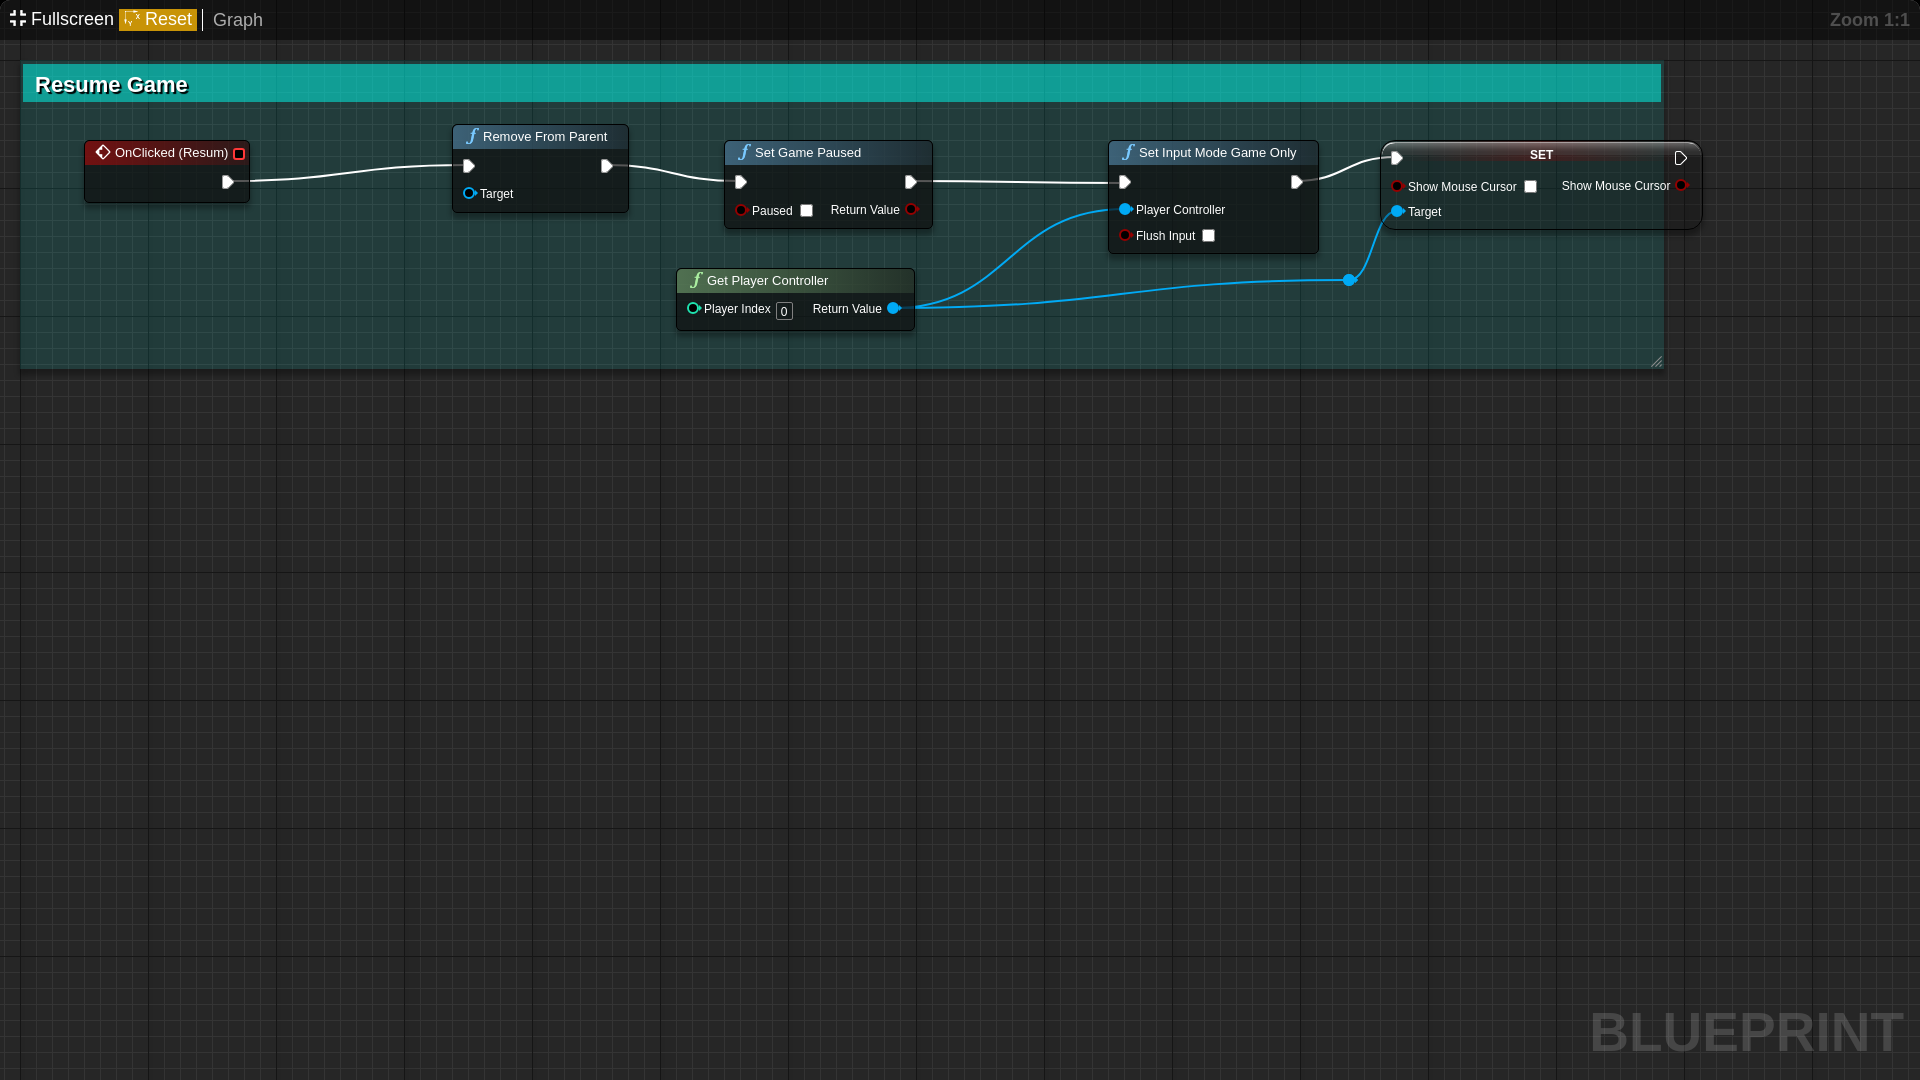 Fullscreen Reset Graph Zoom 1:1
Resume Game
OnClicked (Resum)
Remove From Parent
Target
Set Game Paused
Paused Return Value
Get Player Controller
Player Index 0 Return Value
Set Input Mode Game Only
Player Controller
Flush Input
SET
Show Mouse Cursor Show Mouse Cursor
Target
BLUEPRINT